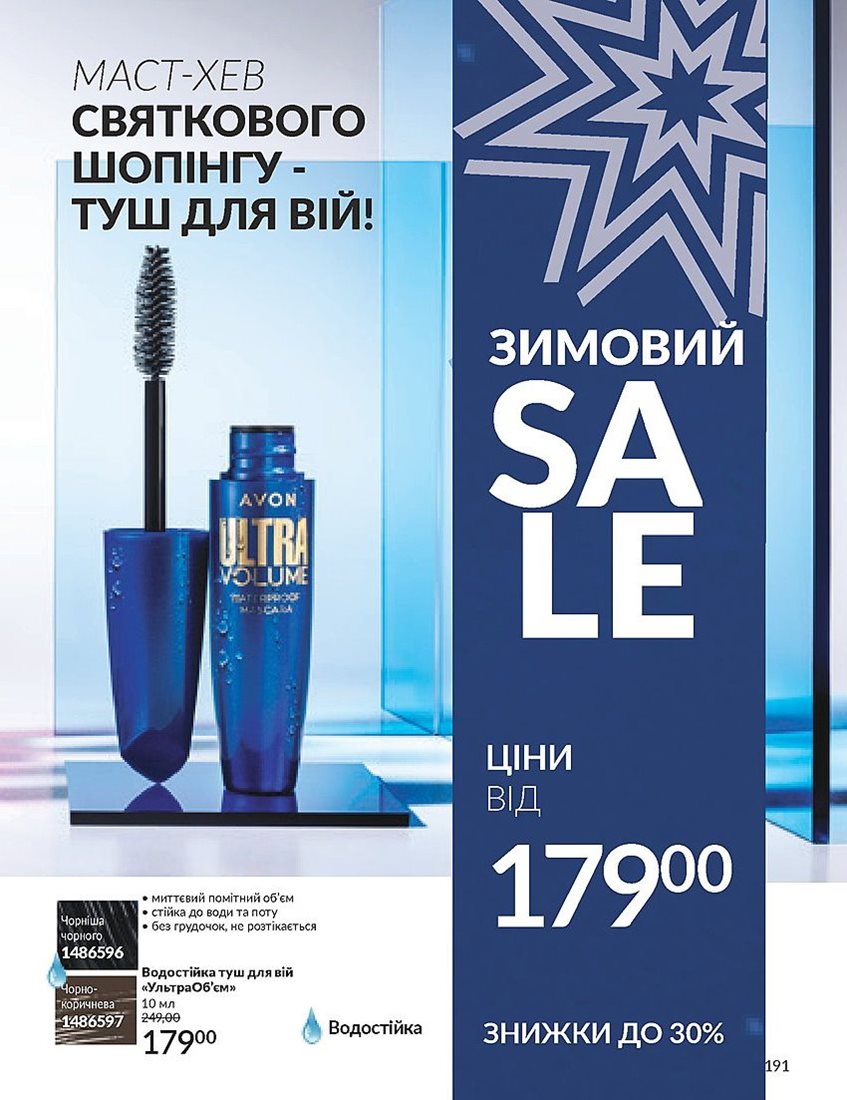 МАСТ-ХЕВ
СВЯТКОВОГО
ШОПІНГУ -
ТУШ ДЛЯ ВІЙ!
AVON
ULTRA
VOLUME
WATERPROOF
MASCARA
ЗИМОВИЙ
SA
LE
ЦІНИ
ВІД
17900
ЗНИЖКИ ДО 30%
Чорніша
чорного
1486596
Чорно-
коричнева
1486597
• миттєвий помітний об'єм
• стійка до води та поту
• без грудочок, не розтікається
Водостійка туш для вій
«УльтраОб'єм»
10 мл
249,00
17900
Водостійка
191